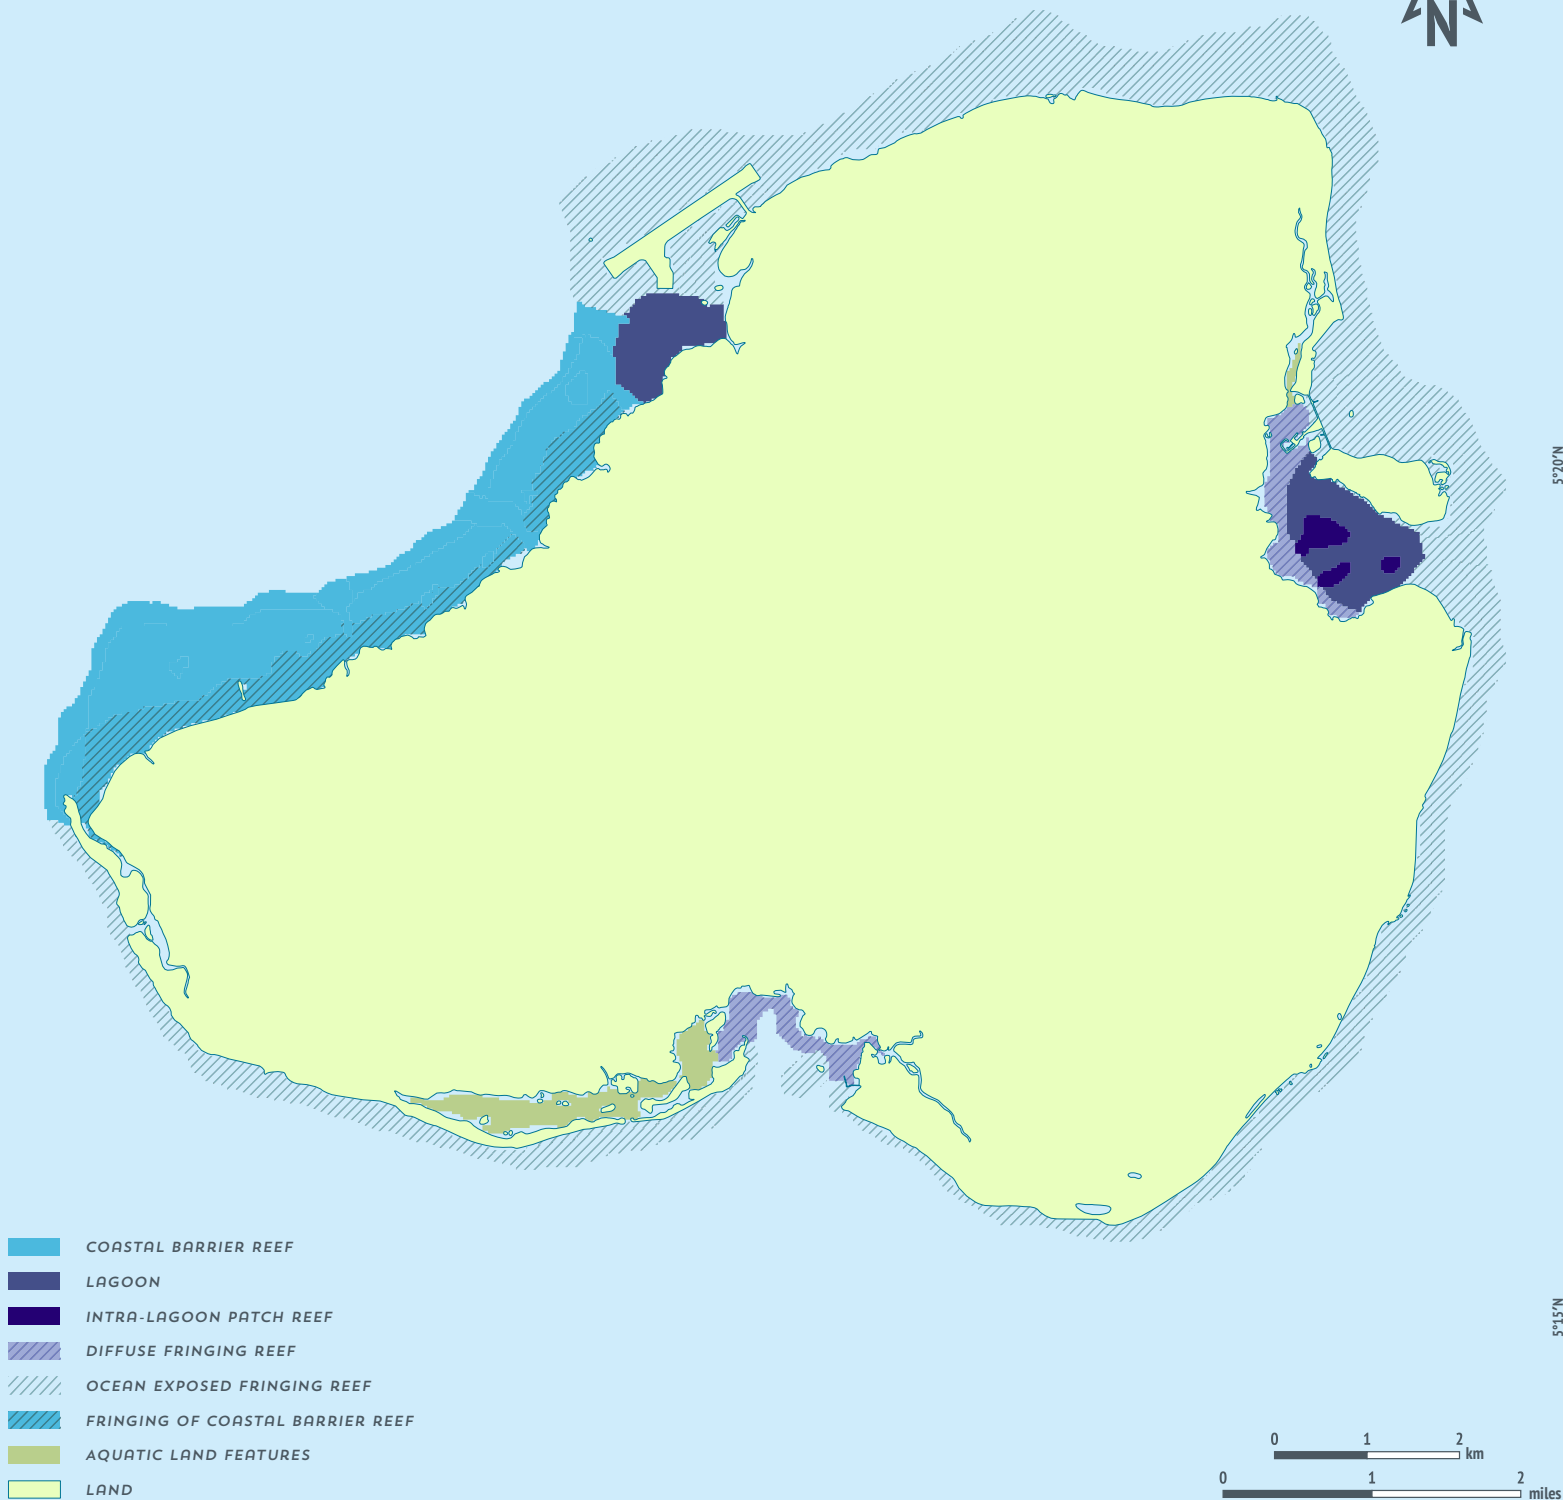 N
5°20'N
5°15'N
COASTAL BARRIER REEF
LAGOON
INTRA-LAGOON PATCH REEF
DIFFUSE FRINGING REEF
OCEAN EXPOSED FRINGING REEF
FRINGING OF COASTAL BARRIER REEF
AQUATIC LAND FEATURES
LAND
0 1 2
km
0 1 2
miles